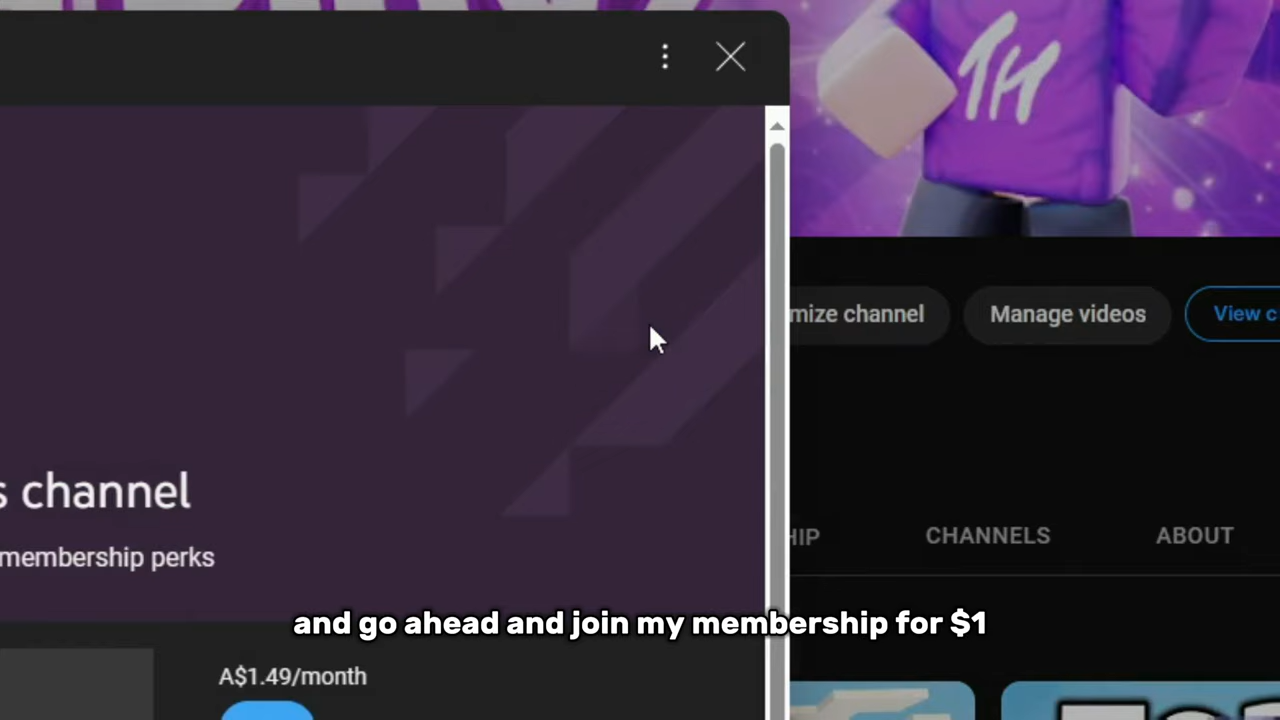 TH
mize channel
Manage videos
View c
s channel
membership perks
HIP
CHANNELS
ABOUT
and go ahead and join my membership for $1
A$1.49/month